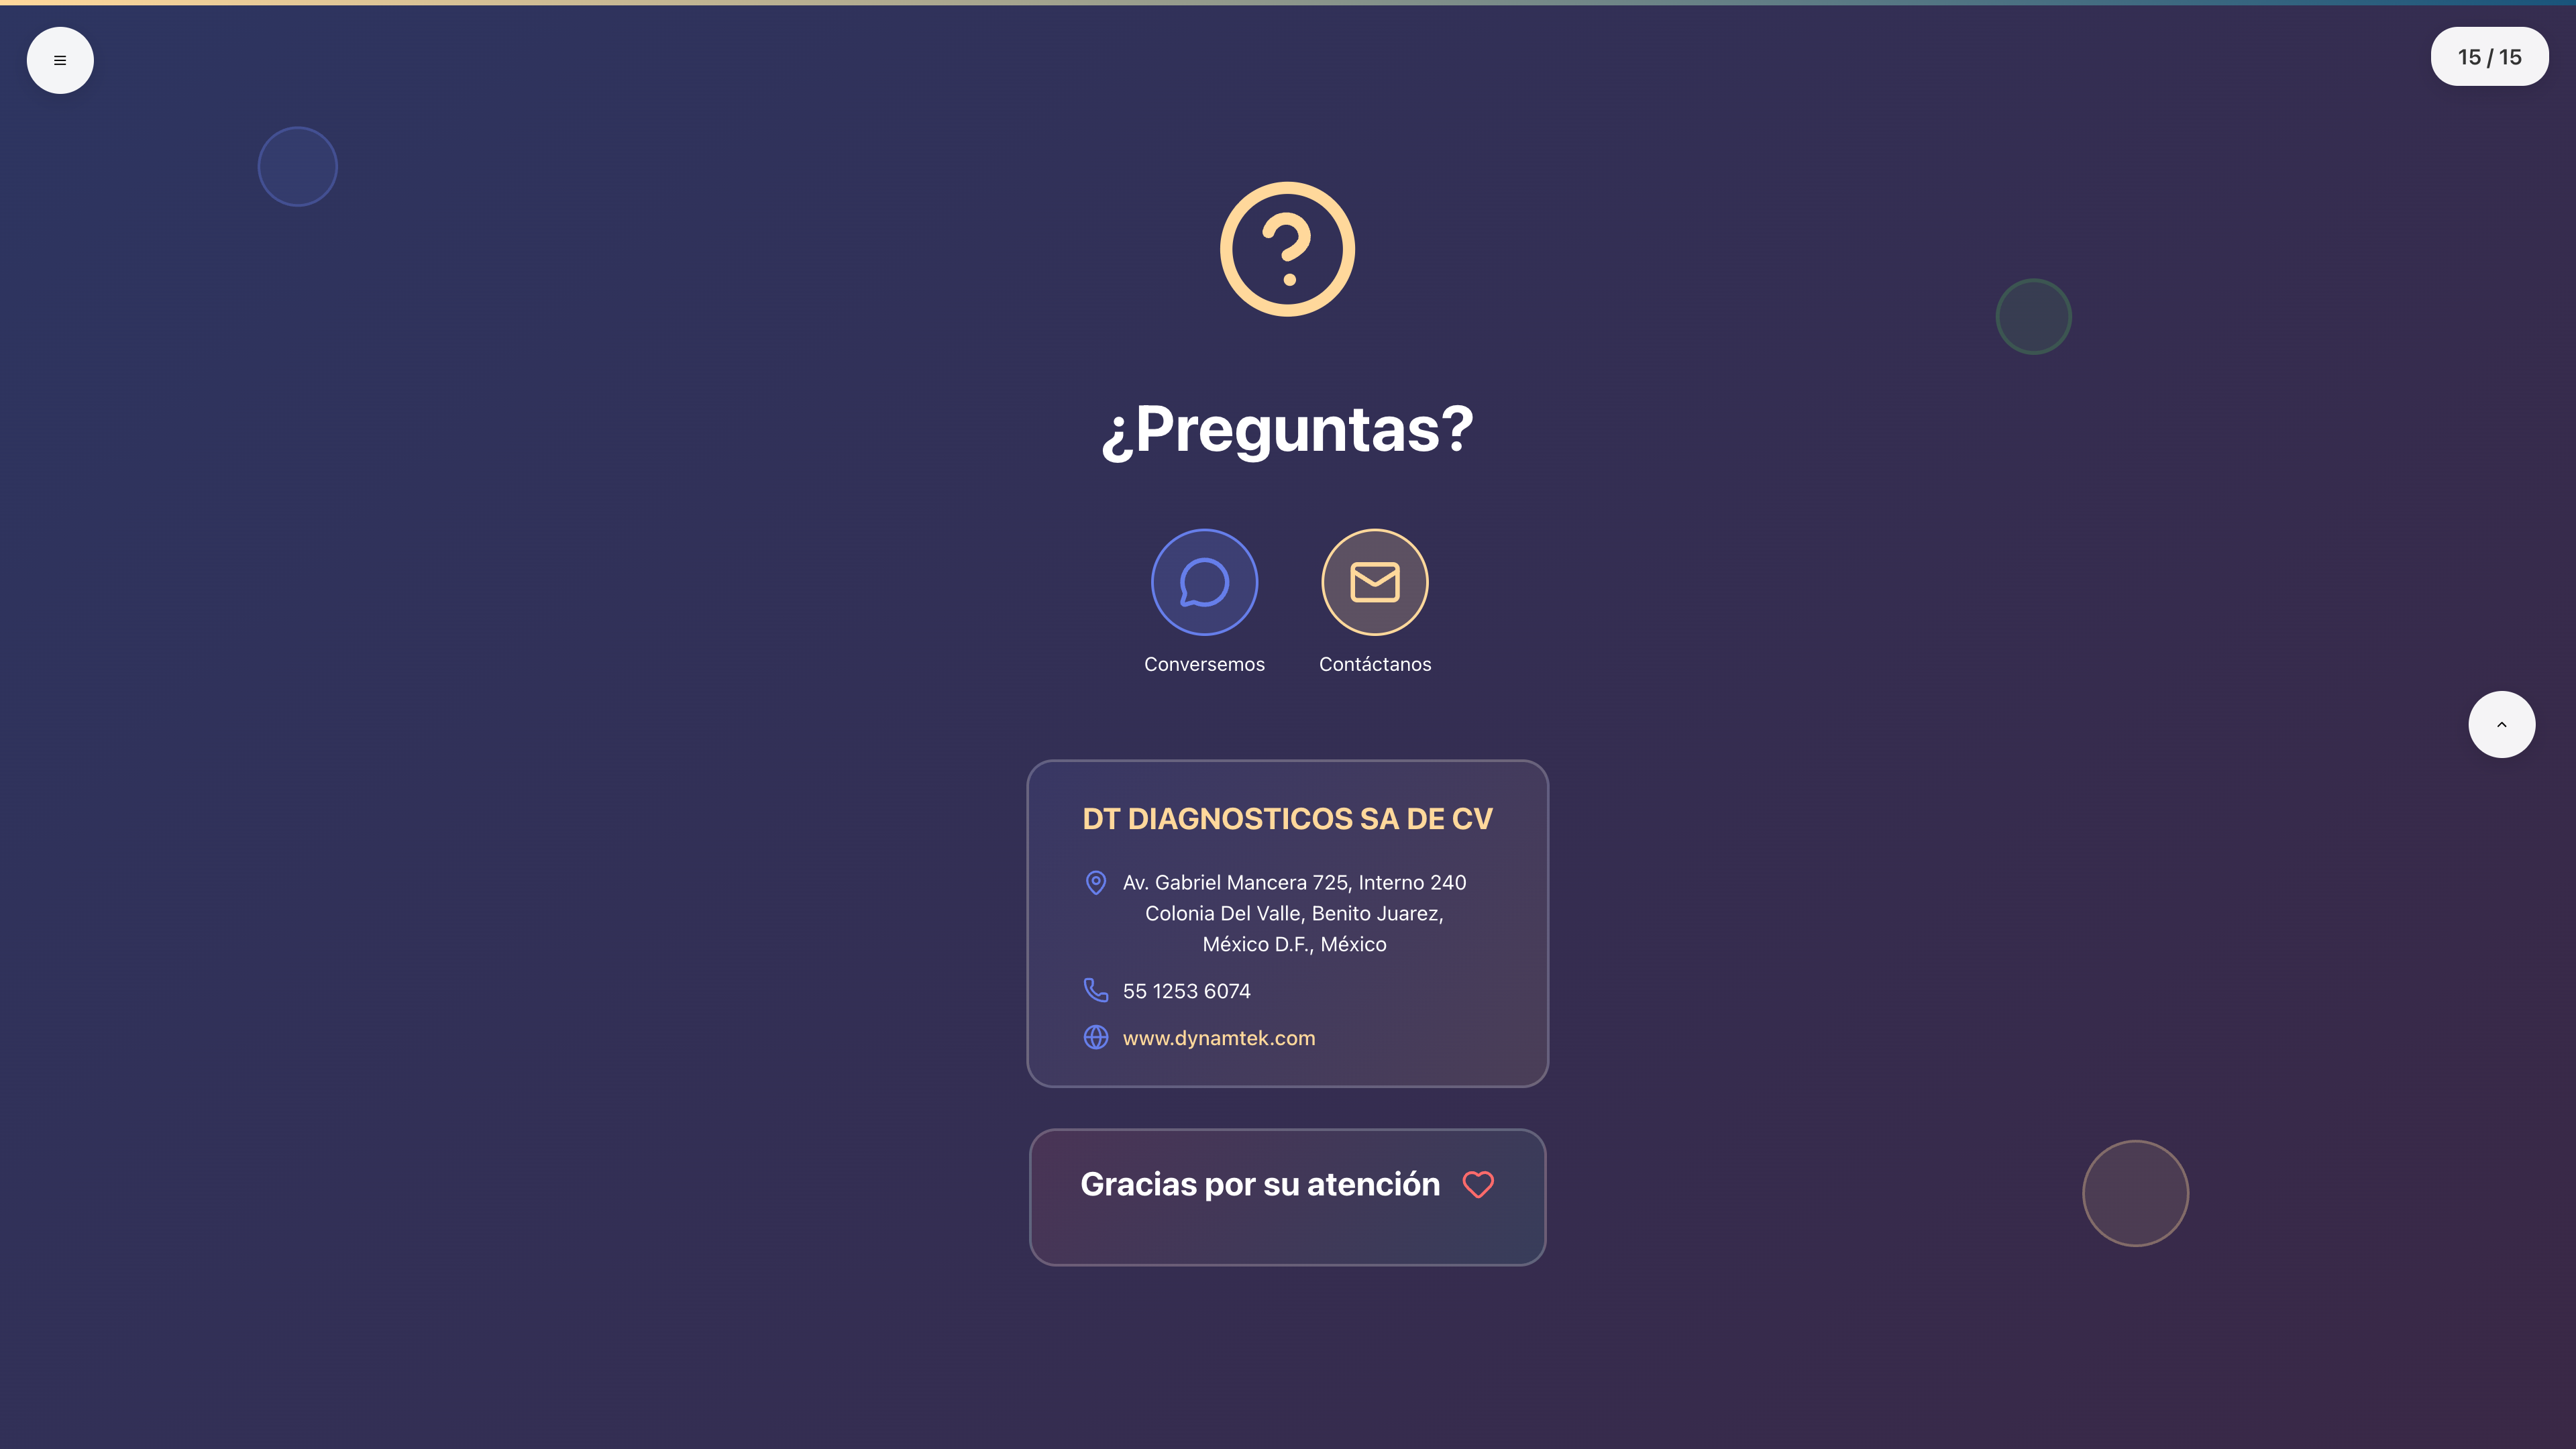 15 / 15
¿Preguntas?
Conversemos
Contáctanos
DT DIAGNOSTICOS SA DE CV
Av. Gabriel Mancera 725, Interno 240
Colonia Del Valle, Benito Juarez,
México D.F., México
55 1253 6074
www.dynamtek.com
Gracias por su atención